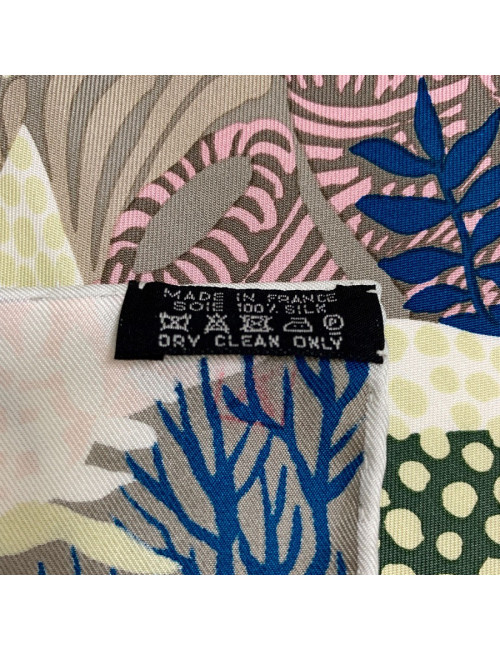 MADE IN FRANCE
SOIE 100% SILK
P
DRY CLEAN ONLY